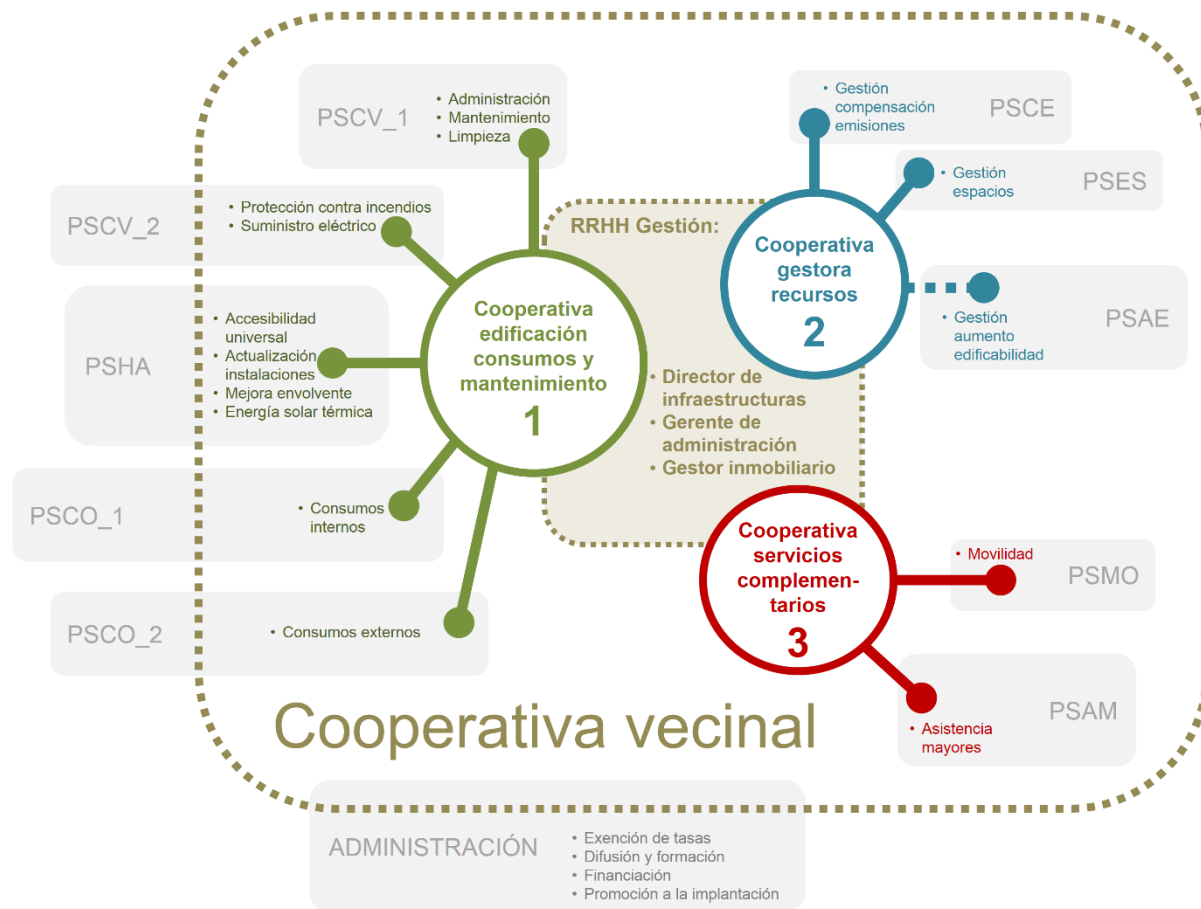 PSCV_1
• Administración
• Mantenimiento
• Limpieza
PSCV_2
• Protección contra incendios
• Suministro eléctrico
PSHA
• Accesibilidad
universal
• Actualización
instalaciones
• Mejora envolvente
• Energía solar térmica
PSCO_1
• Consumos
internos
PSCO_2
• Consumos externos
Cooperativa
edificación
consumos y
mantenimiento
1
RRHH Gestión:
• Director de
infraestructuras
• Gerente de
administración
• Gestor inmobiliario
Cooperativa
gestora
recursos
2
• Gestión
compensación
emisiones
PSCE
• Gestión
espacios
PSES
• Gestión
aumento
edificabilidad
PSAE
Cooperativa
servicios
complemen-
tarios
3
• Movilidad
PSMO
• Asistencia
mayores
PSAM
Cooperativa vecinal
ADMINISTRACIÓN
• Exención de tasas
• Difusión y formación
• Financiación
• Promoción a la implantación